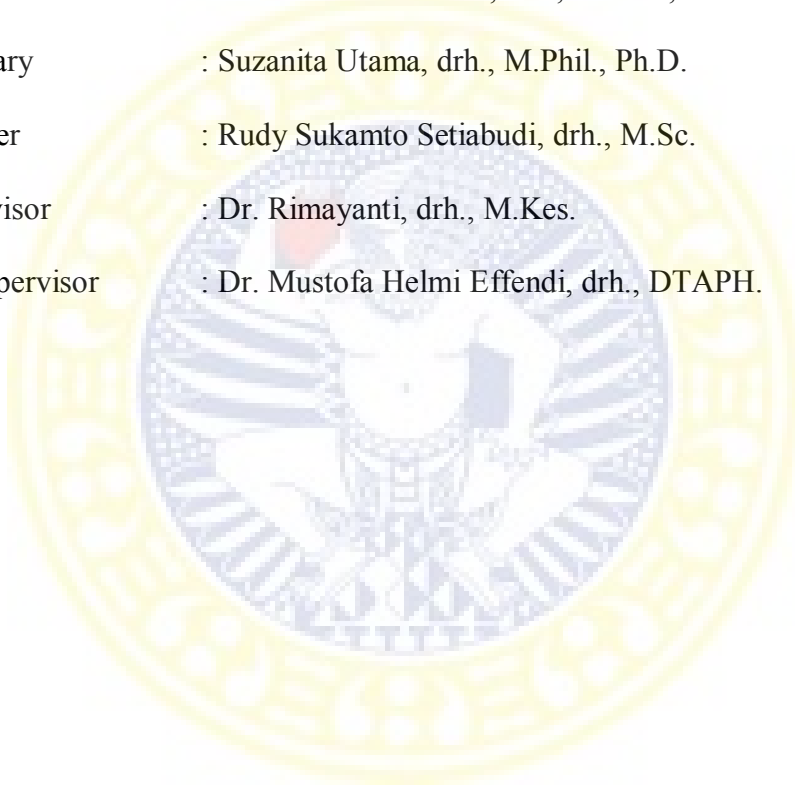 ary : Suzanita Utama, drh., M.Phil., Ph.D.
er : Rudy Sukamto Setiabudi, drh., M.Sc.
visor : Dr. Rimayanti, drh., M.Kes.
pervisor : Dr. Mustofa Helmi Effendi, drh., DTAPH.